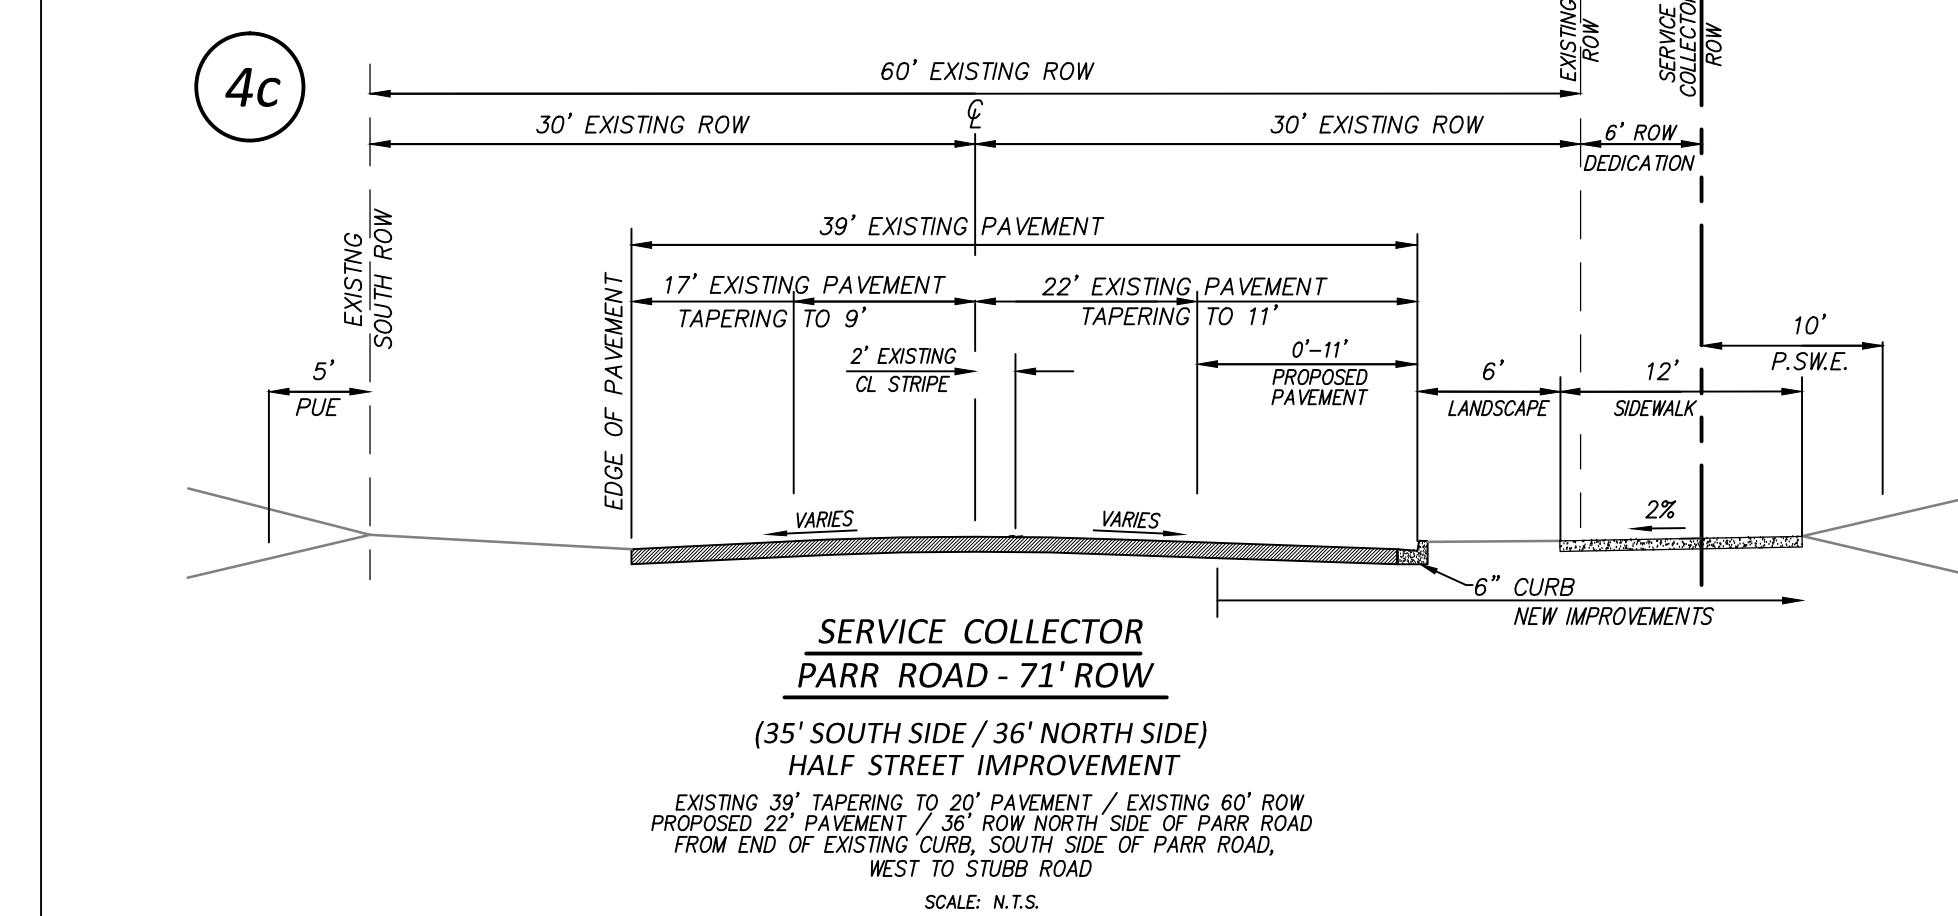 4c
60' EXISTING ROW
EXISTING
ROW
SERVICE
COLLECTOR
ROW
30' EXISTING ROW
℄
30' EXISTING ROW
6' ROW
DEDICATION
EXISTNG
SOUTH ROW
39' EXISTING PAVEMENT
EDGE OF PAVEMENT
17' EXISTING PAVEMENT
TAPERING TO 9'
22' EXISTING PAVEMENT
TAPERING TO 11'
2' EXISTING
CL STRIPE
0'-11'
PROPOSED
PAVEMENT
5'
PUE
6'
LANDSCAPE
12'
SIDEWALK
10'
P.SW.E.
VARIES
VARIES
2%
6" CURB
NEW IMPROVEMENTS
SERVICE COLLECTOR
PARR ROAD - 71' ROW
(35' SOUTH SIDE / 36' NORTH SIDE)
HALF STREET IMPROVEMENT
EXISTING 39' TAPERING TO 20' PAVEMENT / EXISTING 60' ROW
PROPOSED 22' PAVEMENT / 36' ROW NORTH SIDE OF PARR ROAD
FROM END OF EXISTING CURB, SOUTH SIDE OF PARR ROAD,
WEST TO STUBB ROAD
SCALE: N.T.S.